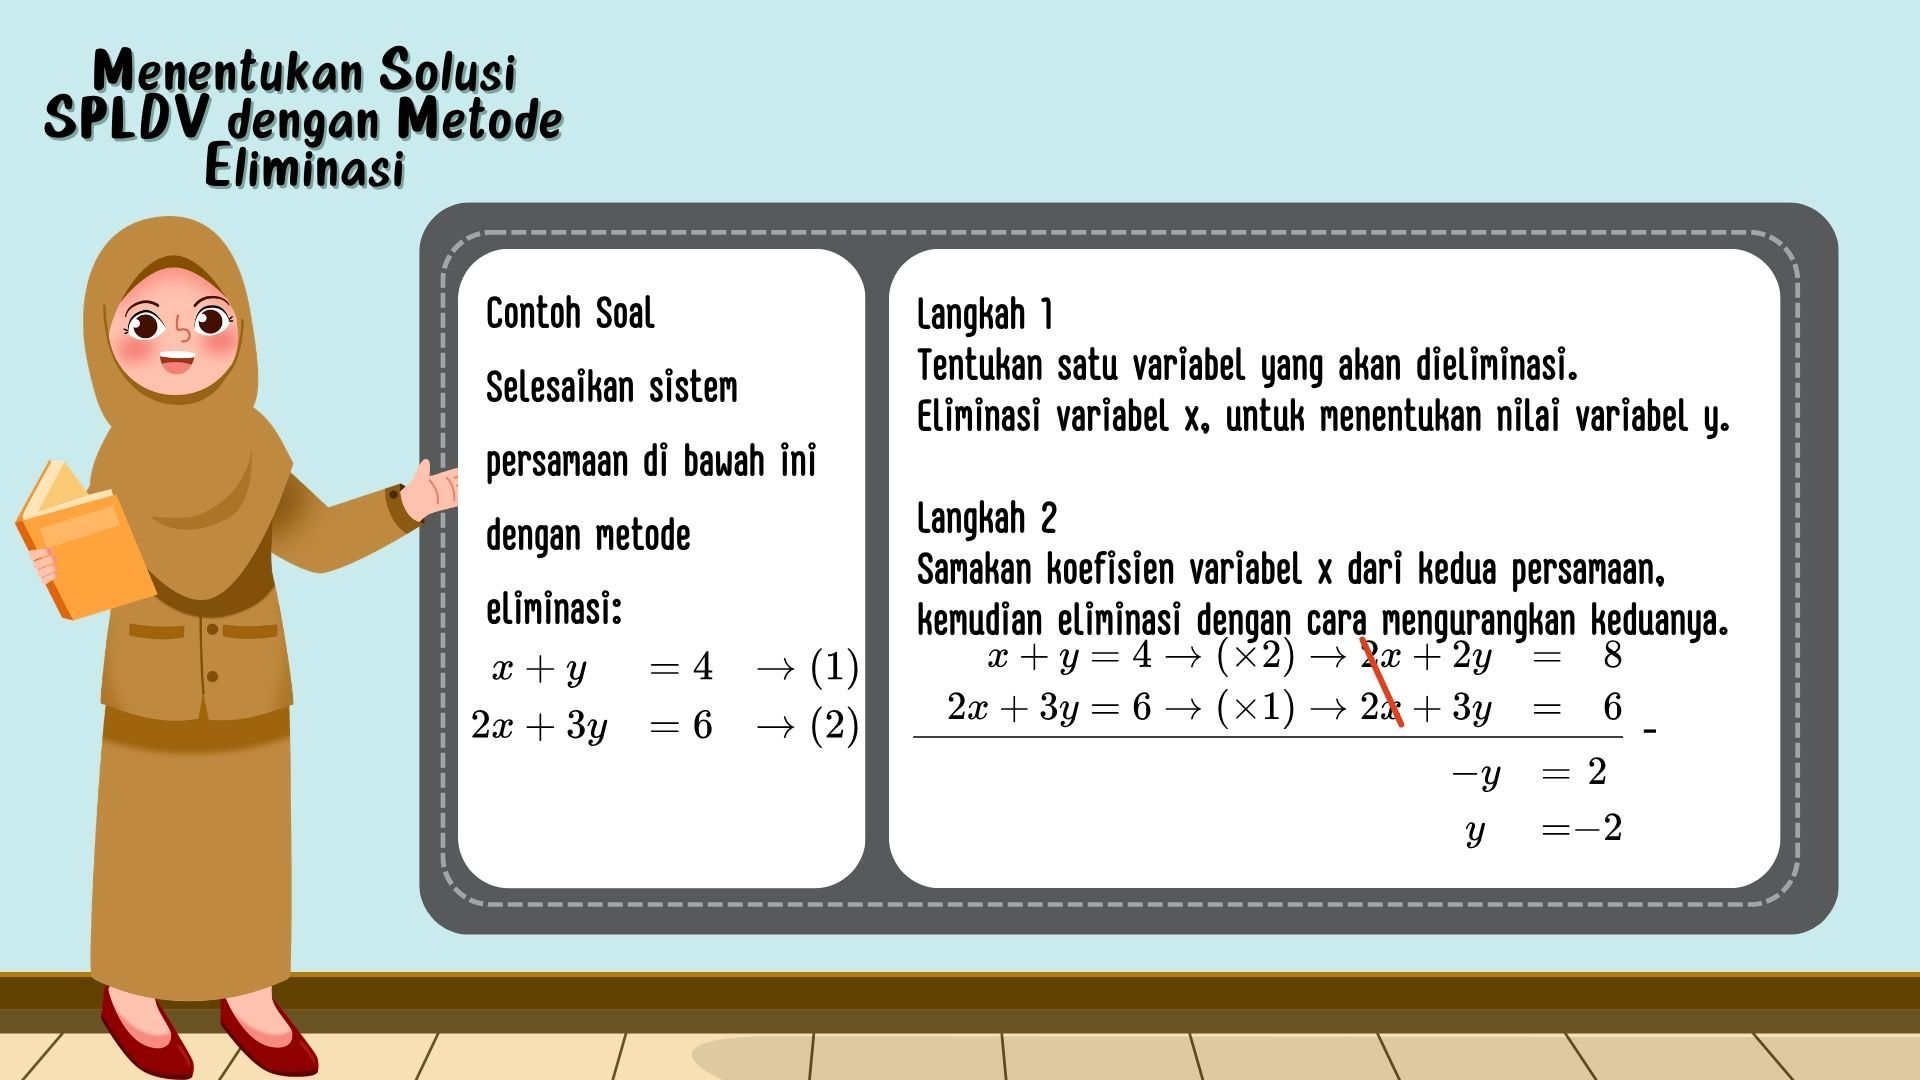 Menentukan Solusi
SPLDV dengan Metode
Eliminasi
Contoh Soal
Selesaikan sistem
persamaan di bawah ini
dengan metode
eliminasi:
x + y = 4 → (1)
2x + 3y = 6 → (2)
Langkah 1
Tentukan satu variabel yang akan dieliminasi.
Eliminasi variabel x, untuk menentukan nilai variabel y.
Langkah 2
Samakan koefisien variabel x dari kedua persamaan,
kemudian eliminasi dengan cara mengurangkan keduanya.
x + y = 4 → (×2) → 2x + 2y = 8
2x + 3y = 6 → (×1) → 2x + 3y = 6 -
−y = 2
y =−2